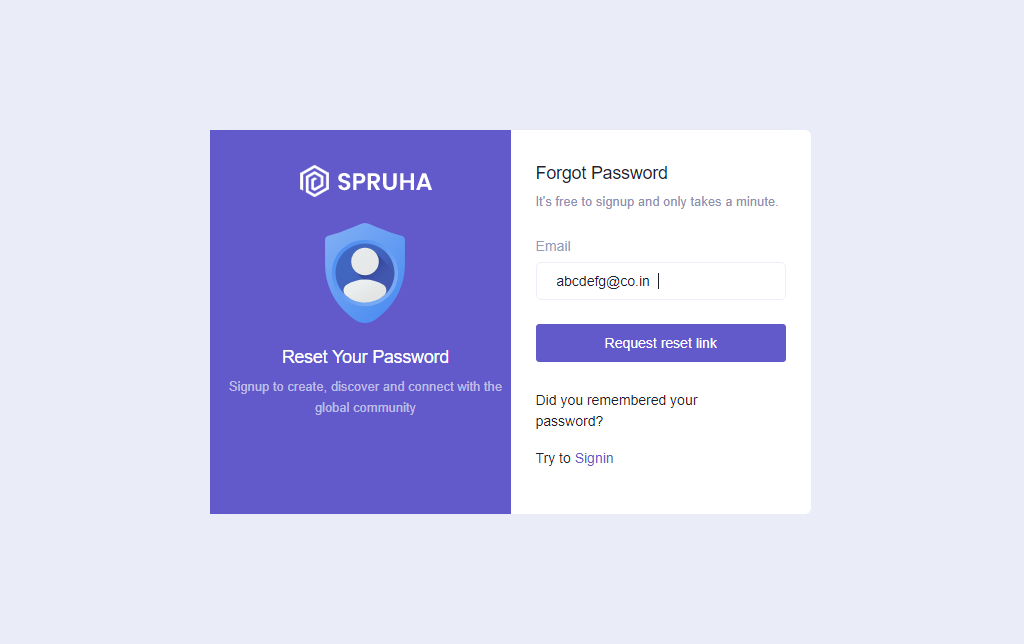 SPRUHA
Reset Your Password
Signup to create, discover and connect with the
global community
Forgot Password
It's free to signup and only takes a minute.
Email
abcdefg@co.in
Request reset link
Did you remembered your
password?
Try to Signin